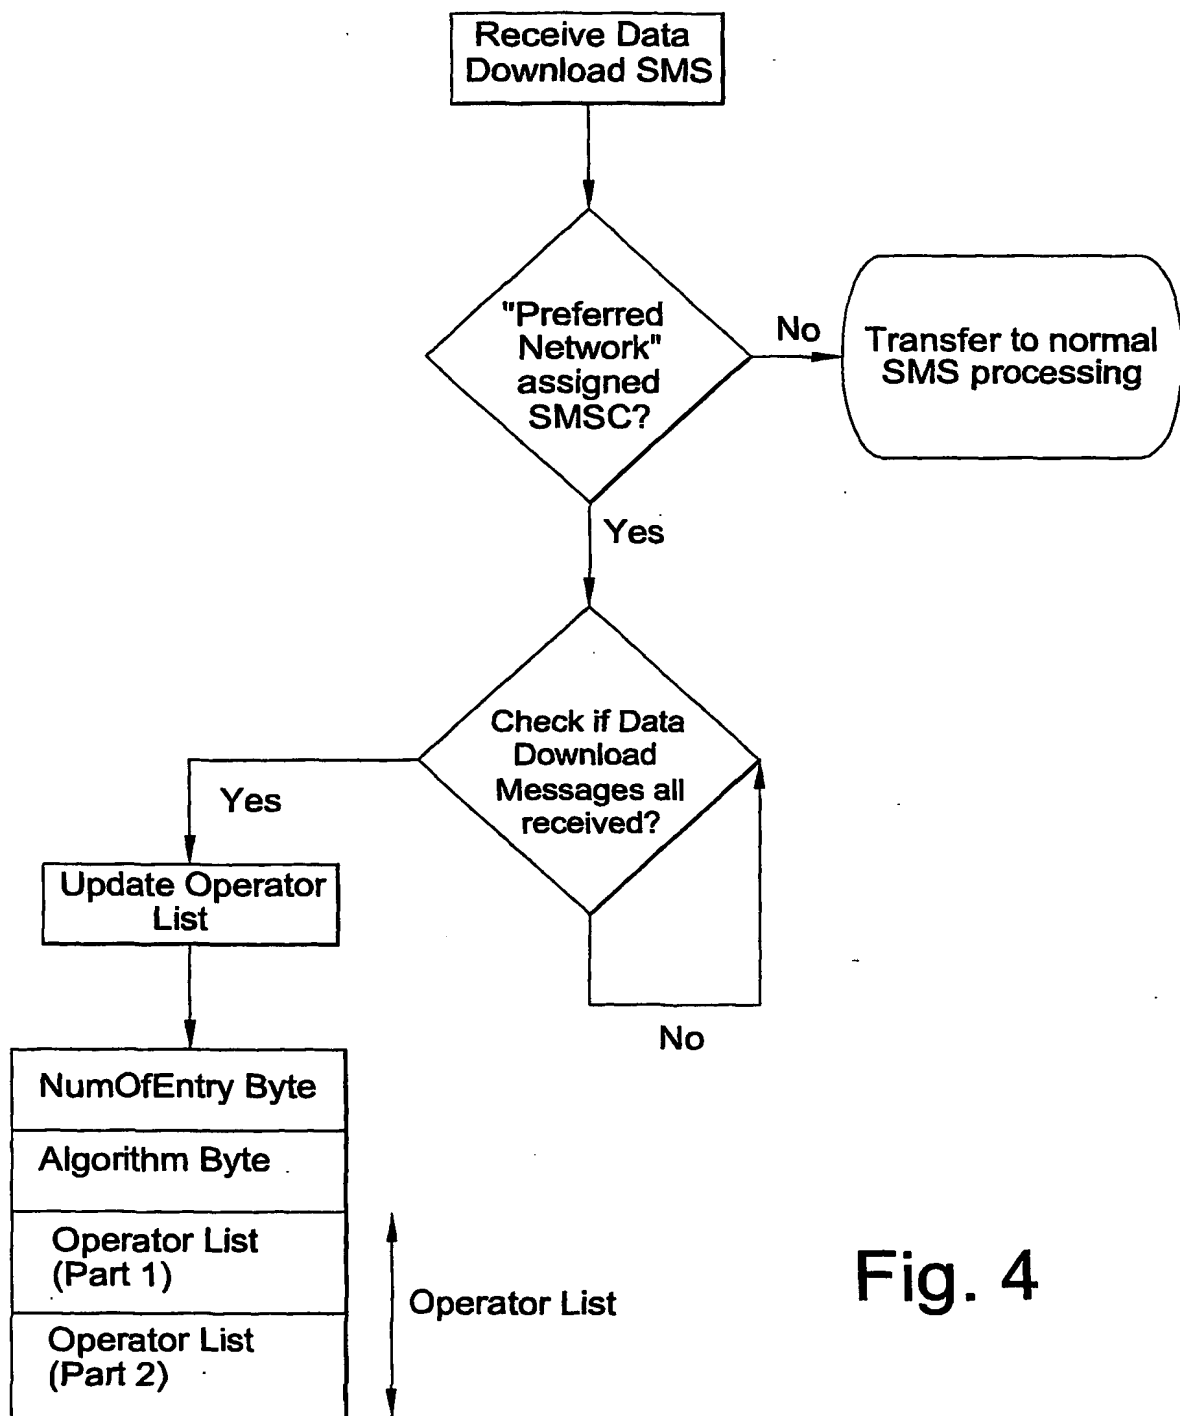 Receive Data
Download SMS
"Preferred
Network"
assigned
SMSC?
No
Transfer to normal
SMS processing
Yes
Check if Data
Download
Messages all
received?
Yes
Update Operator
List
No
NumOfEntry Byte
Algorithm Byte
Operator List
(Part 1)
Operator List
Operator List
(Part 2)
Fig. 4